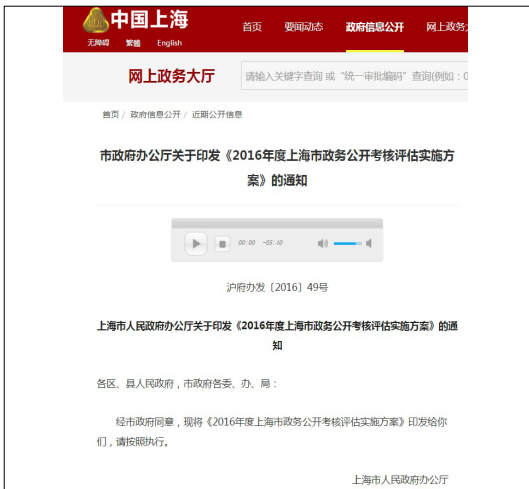 中国上海
首页 要闻动态 政府信息公开 网上政务
无障碍 繁體 English
网上政务大厅 请输入关键字查询 或 “统一审批编码” 查询(例如：0
首页 / 政府信息公开 / 近期公开信息
市政府办公厅关于印发《2016年度上海市政务公开考核评估实施方
案》的通知
00:00 -05:40
沪府办发〔2016〕49号
上海市人民政府办公厅关于印发《2016年度上海市政务公开考核评估实施方案》的通
知
各区、县人民政府，市政府各委、办、局：
经市政府同意，现将《2016年度上海市政务公开考核评估实施方案》印发给你
们，请按照执行。
上海市人民政府办公厅